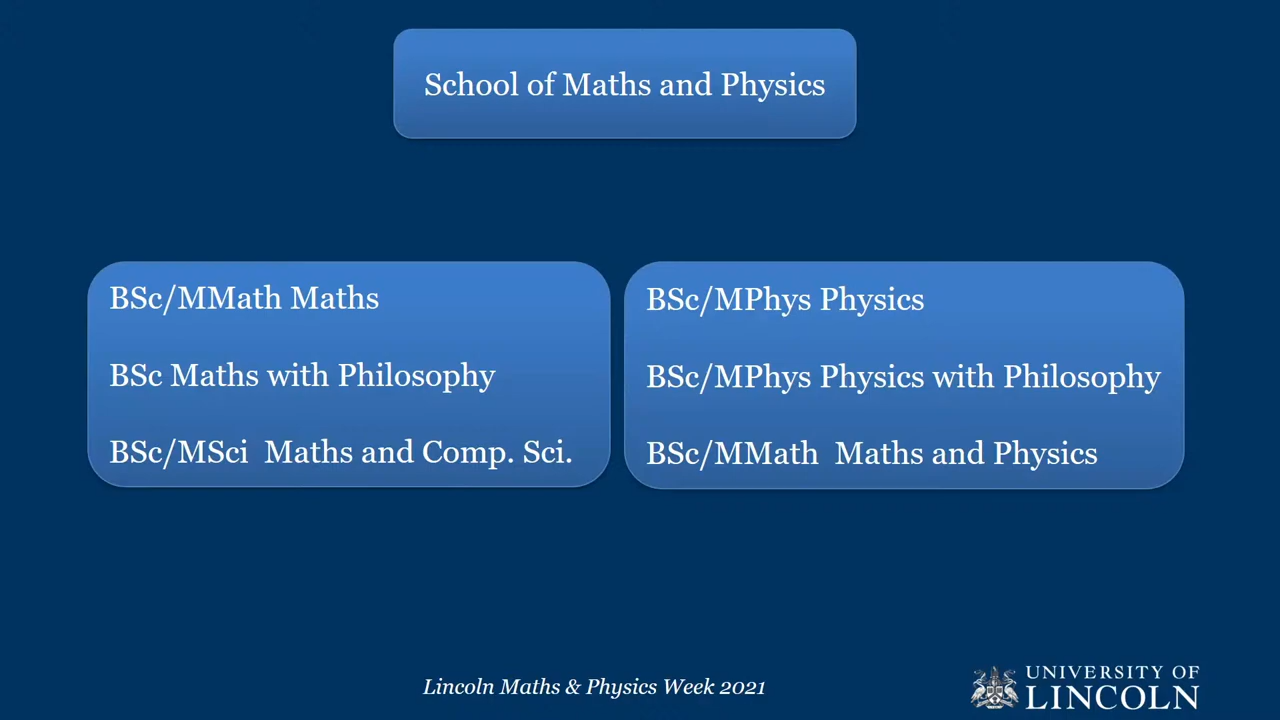 School of Maths and Physics
BSc/MMath Maths
BSc Maths with Philosophy
BSc/MSci  Maths and Comp. Sci.
BSc/MPhys Physics
BSc/MPhys Physics with Philosophy
BSc/MMath  Maths and Physics
Lincoln Maths & Physics Week 2021
UNIVERSITY OF
LINCOLN